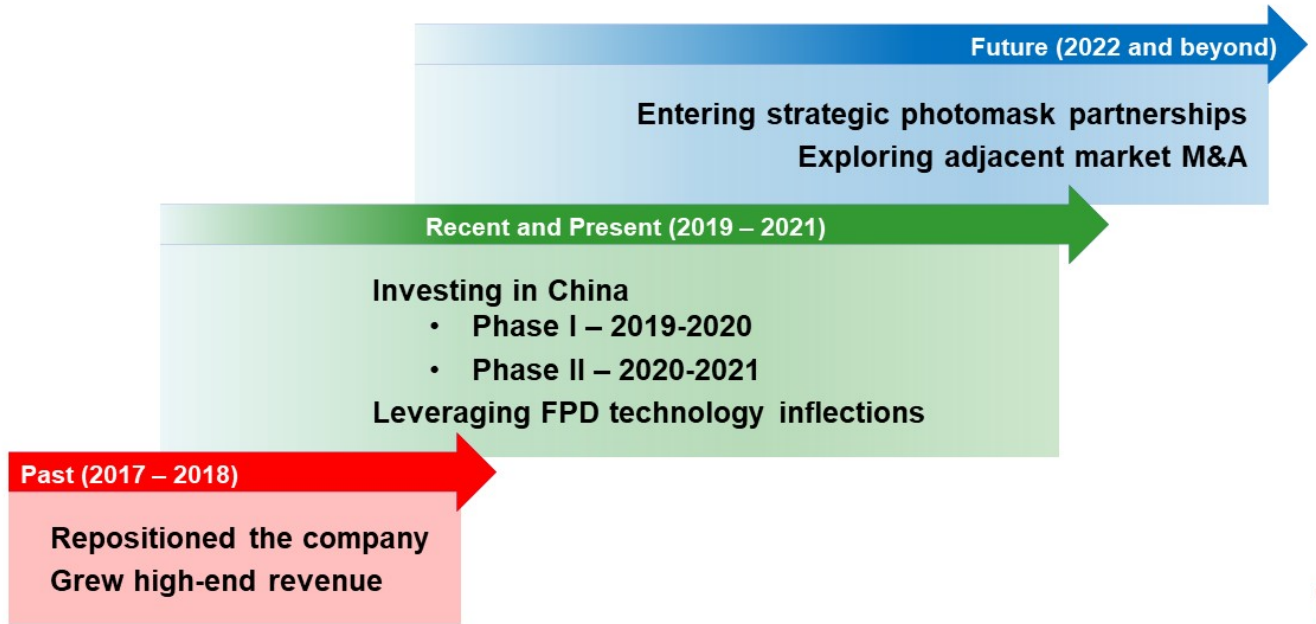 Future (2022 and beyond)
Entering strategic photomask partnerships
Exploring adjacent market M&A
Recent and Present (2019 – 2021)
Investing in China
• Phase I – 2019-2020
• Phase II – 2020-2021
Leveraging FPD technology inflections
Past (2017 – 2018)
Repositioned the company
Grew high-end revenue